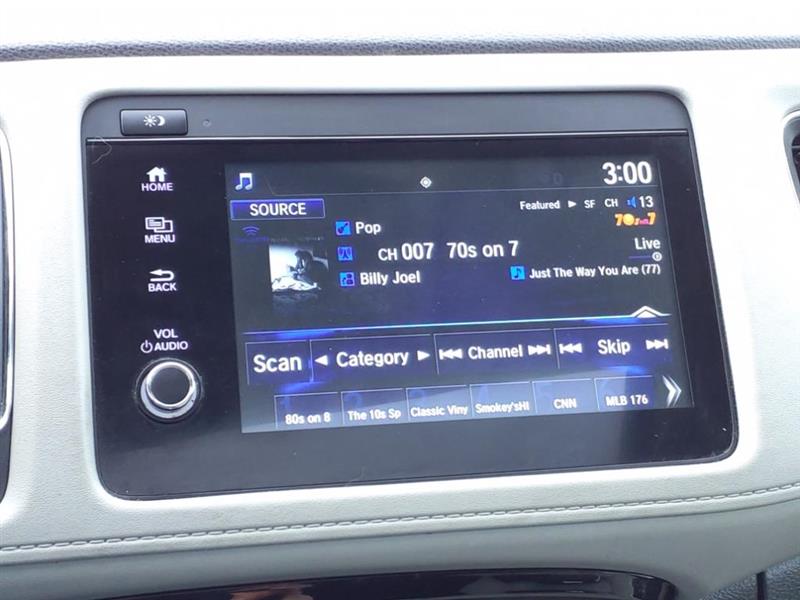 3:00
HOME
SOURCE
Featured ► SF CH 13
Pop
MENU
CH 007 70s on 7
Live
Billy Joel
Just The Way You Are (77)
BACK
VOL
AUDIO
Scan
◄ Category ►
Channel
Skip
80s on 8
The 10s Sp
Classic Viny
Smokey'sHI
CNN
MLB 176